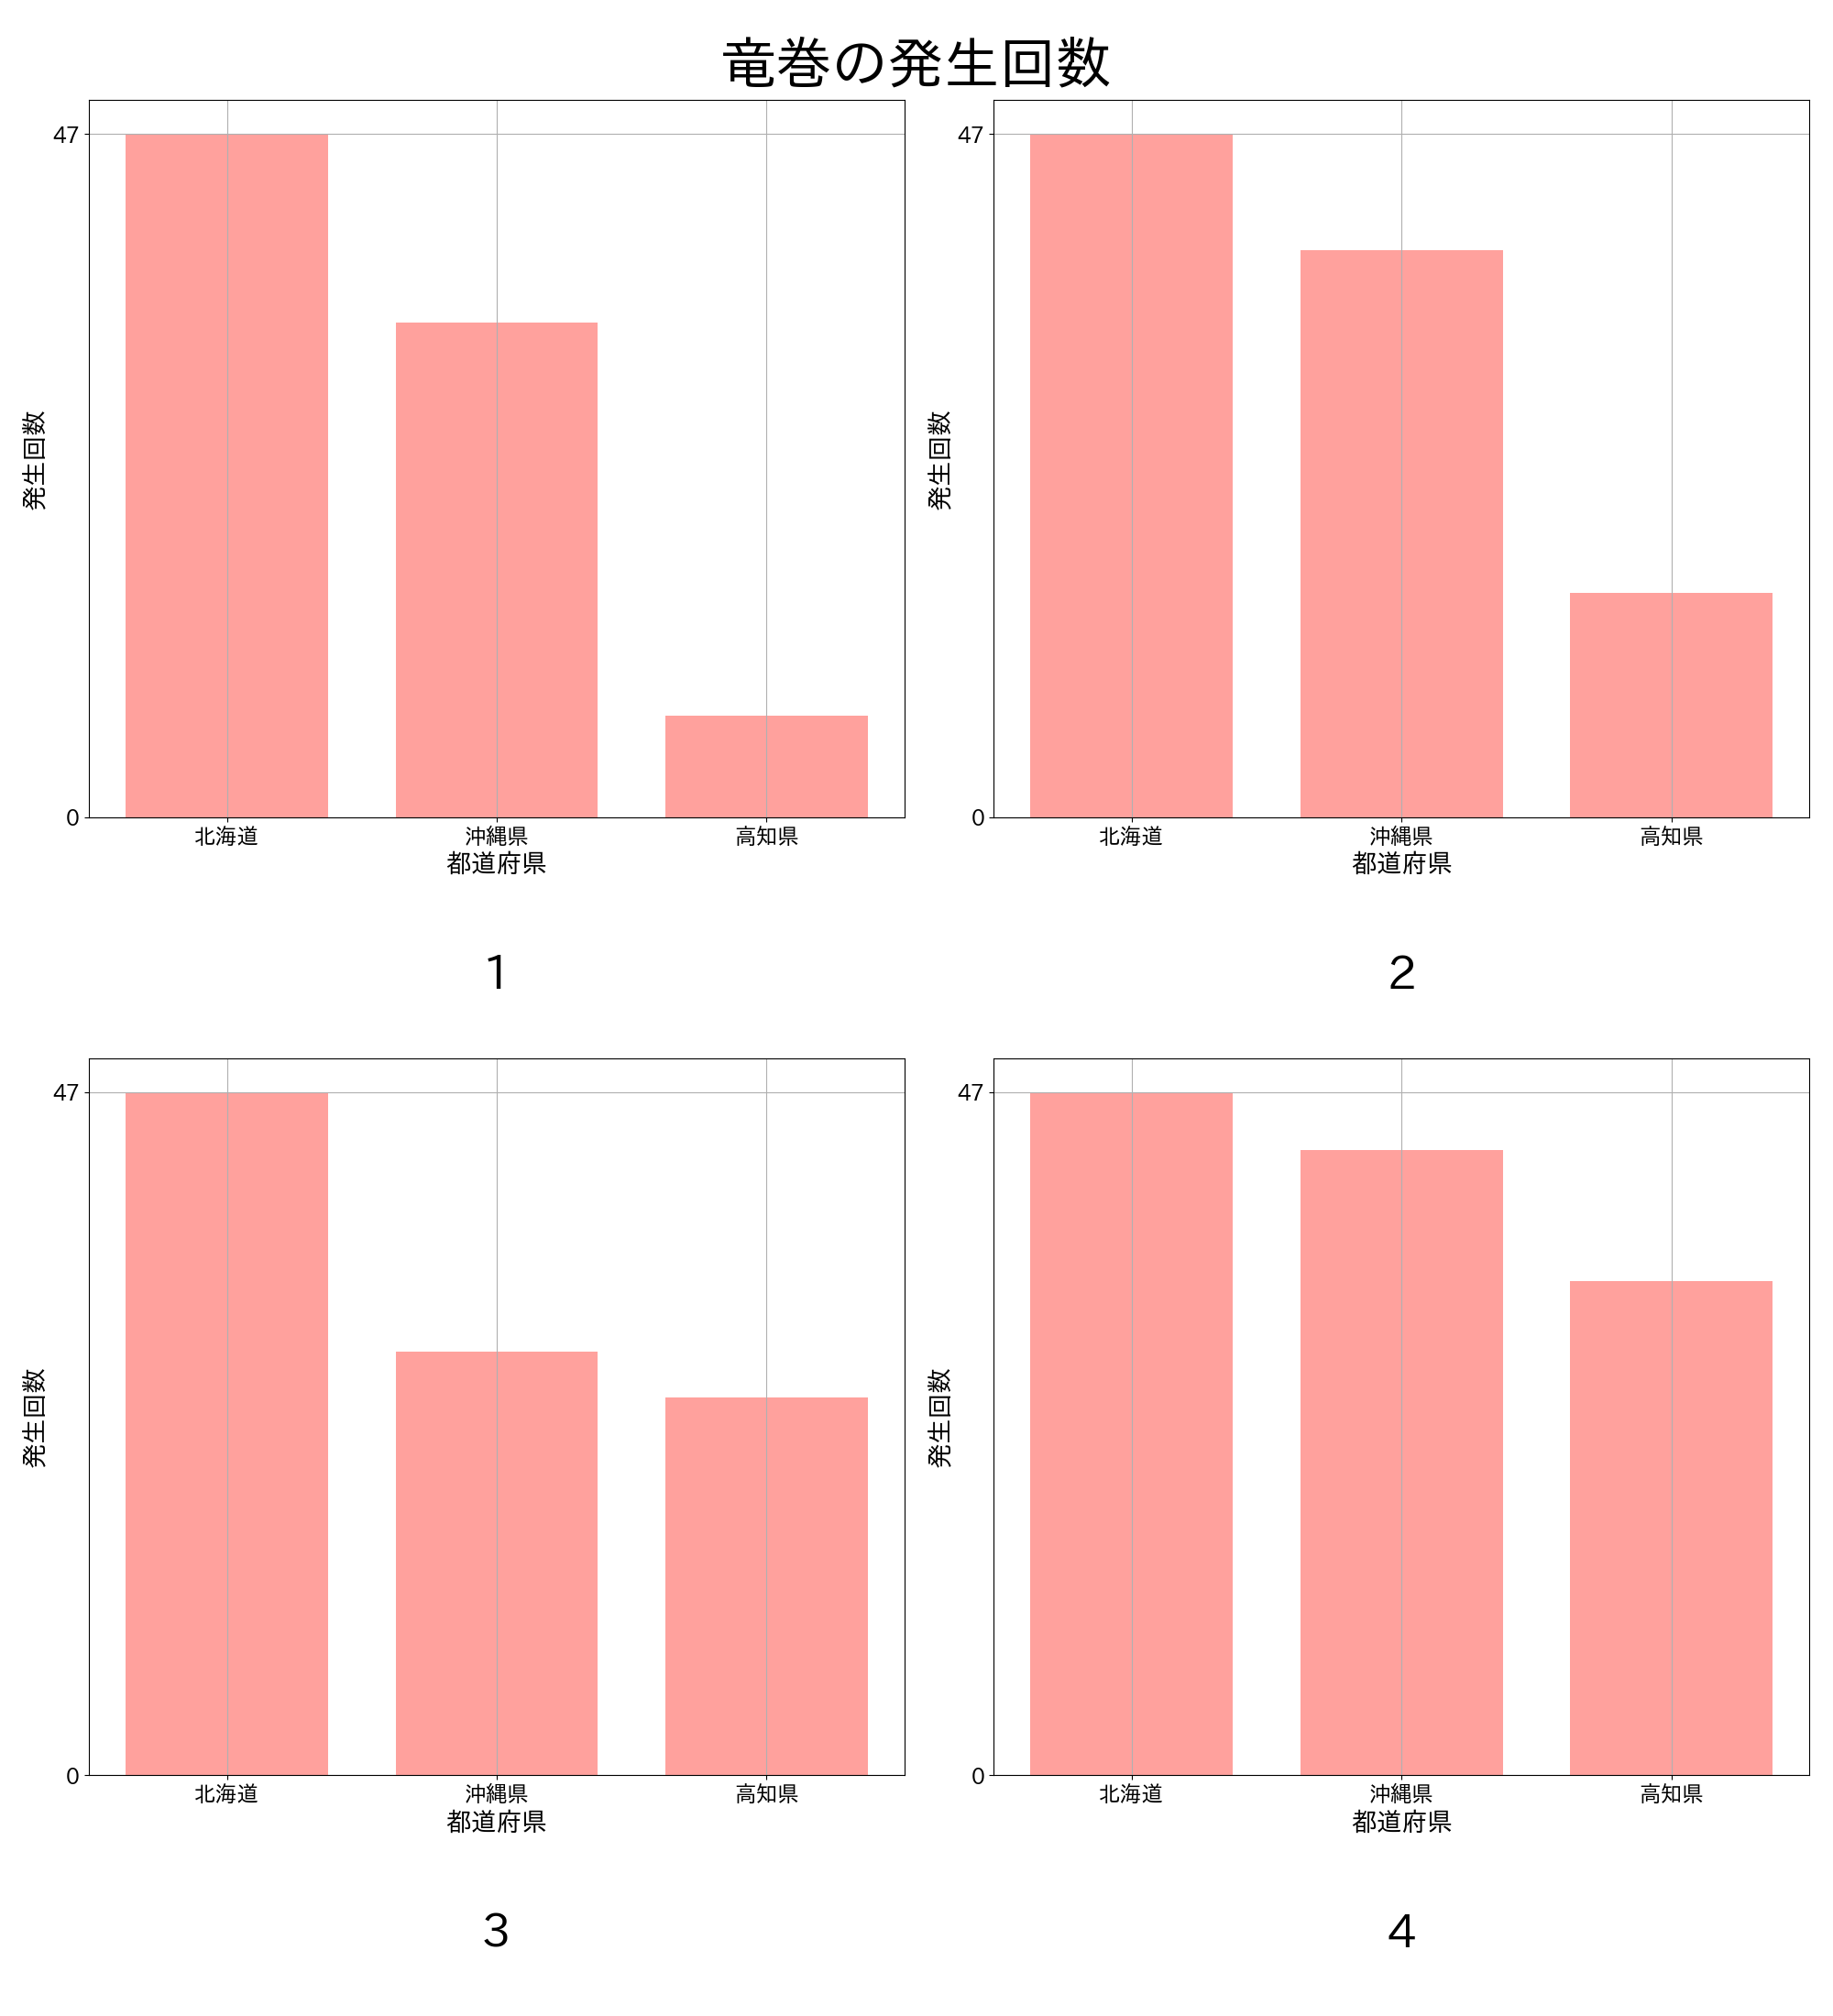 竜巻の発生回数
47
0
発生回数
北海道 沖縄県 高知県
都道府県
1
47
0
発生回数
北海道 沖縄県 高知県
都道府県
2
47
0
発生回数
北海道 沖縄県 高知県
都道府県
3
47
0
発生回数
北海道 沖縄県 高知県
都道府県
4